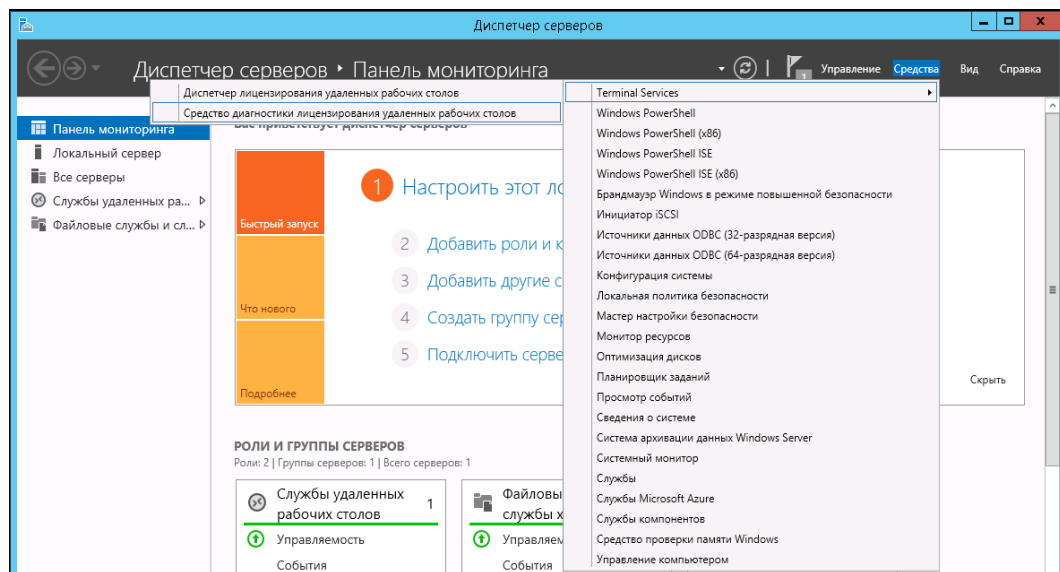 Диспетчер серверов
Диспетчер серверов ‣ Панель мониторинга
1
Управление Средства Вид Справка
Диспетчер лицензирования удаленных рабочих столов
Средство диагностики лицензирования удаленных рабочих столов
Terminal Services
Windows PowerShell
Windows PowerShell (x86)
Windows PowerShell ISE
Windows PowerShell ISE (x86)
Брандмауэр Windows в режиме повышенной безопасности
Инициатор iSCSI
Источники данных ODBC (32-разрядная версия)
Источники данных ODBC (64-разрядная версия)
Конфигурация системы
Локальная политика безопасности
Мастер настройки безопасности
Монитор ресурсов
Оптимизация дисков
Планировщик заданий
Просмотр событий
Сведения о системе
Система архивации данных Windows Server
Системный монитор
Службы
Службы Microsoft Azure
Службы компонентов
Средство проверки памяти Windows
Управление компьютером
Панель мониторинга
Локальный сервер
Все серверы
Службы удаленных ра...
Файловые службы и сл...
Вас приветствует диспетчер серверов
Быстрый запуск
Что нового
Подробнее
1 Настроить этот ло
2 Добавить роли и к
3 Добавить другие с
4 Создать группу сер
5 Подключить серве
Скрыть
РОЛИ И ГРУППЫ СЕРВЕРОВ
Роли: 2 | Группы серверов: 1 | Всего серверов: 1
Службы удаленных 1
рабочих столов
Управляемость
События
Файловы
службы х
Управляем
События